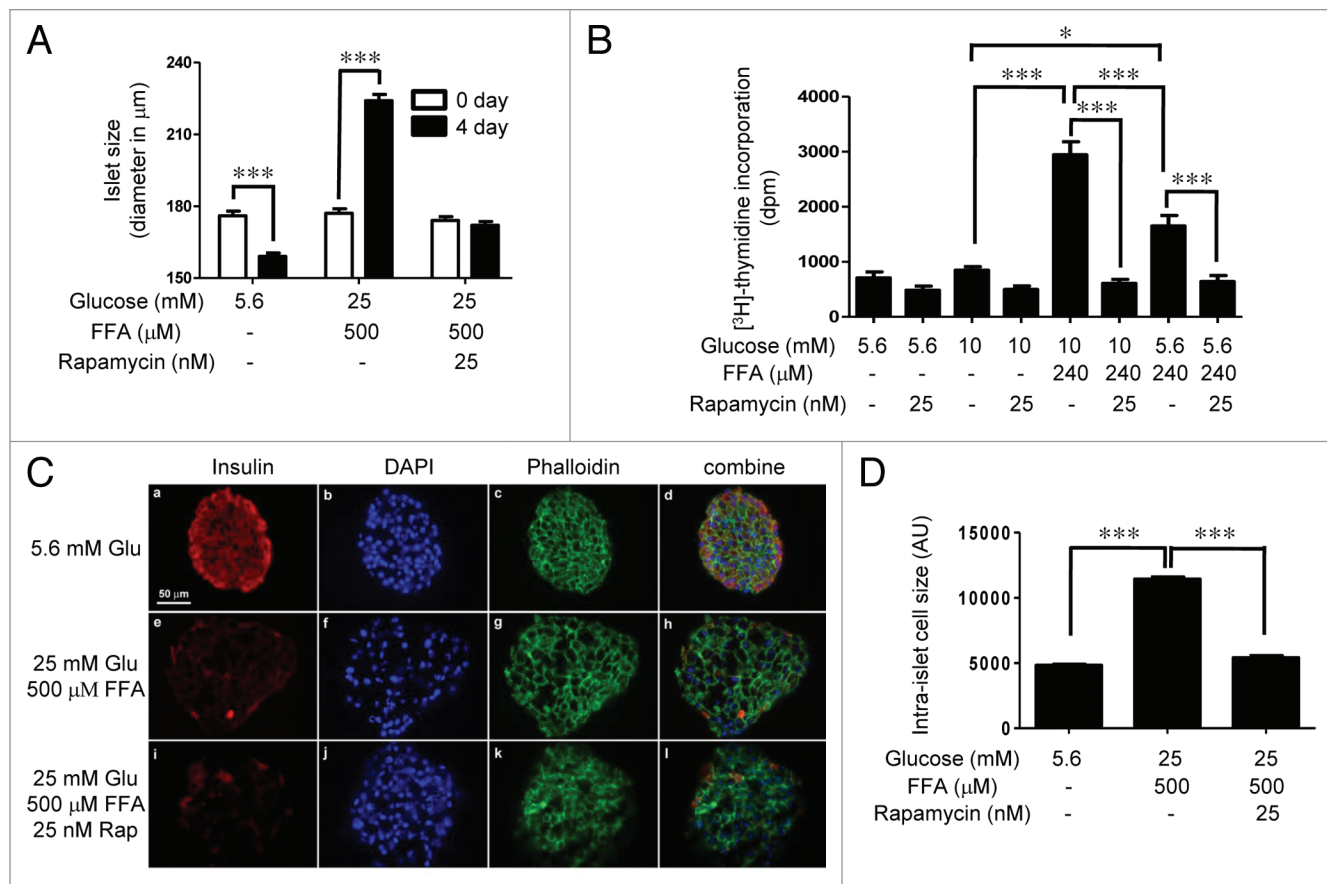 A
240
210
180
150
Islet size
(diameter in μm)
***
***
0 day
4 day
Glucose (mM) 5.6 25 25
FFA (μM) - 500 500
Rapamycin (nM) - - 25
B
4000
3000
2000
1000
0
[³H]-thymidine incorporation
(dpm)
*
*** ***
***
***
Glucose (mM) 5.6 5.6 10 10 10 10 5.6 5.6
FFA (μM) - - - - 240 240 240 240
Rapamycin (nM) - 25 - 25 - 25 - 25
C
Insulin DAPI Phalloidin combine
5.6 mM Glu
a b c d
50 μm
25 mM Glu
500 μM FFA
e f g h
25 mM Glu
500 μM FFA
25 nM Rap
i j k l
D
15000
10000
5000
0
Intra-islet cell size (AU)
*** ***
Glucose (mM) 5.6 25 25
FFA (μM) - 500 500
Rapamycin (nM) - - 25